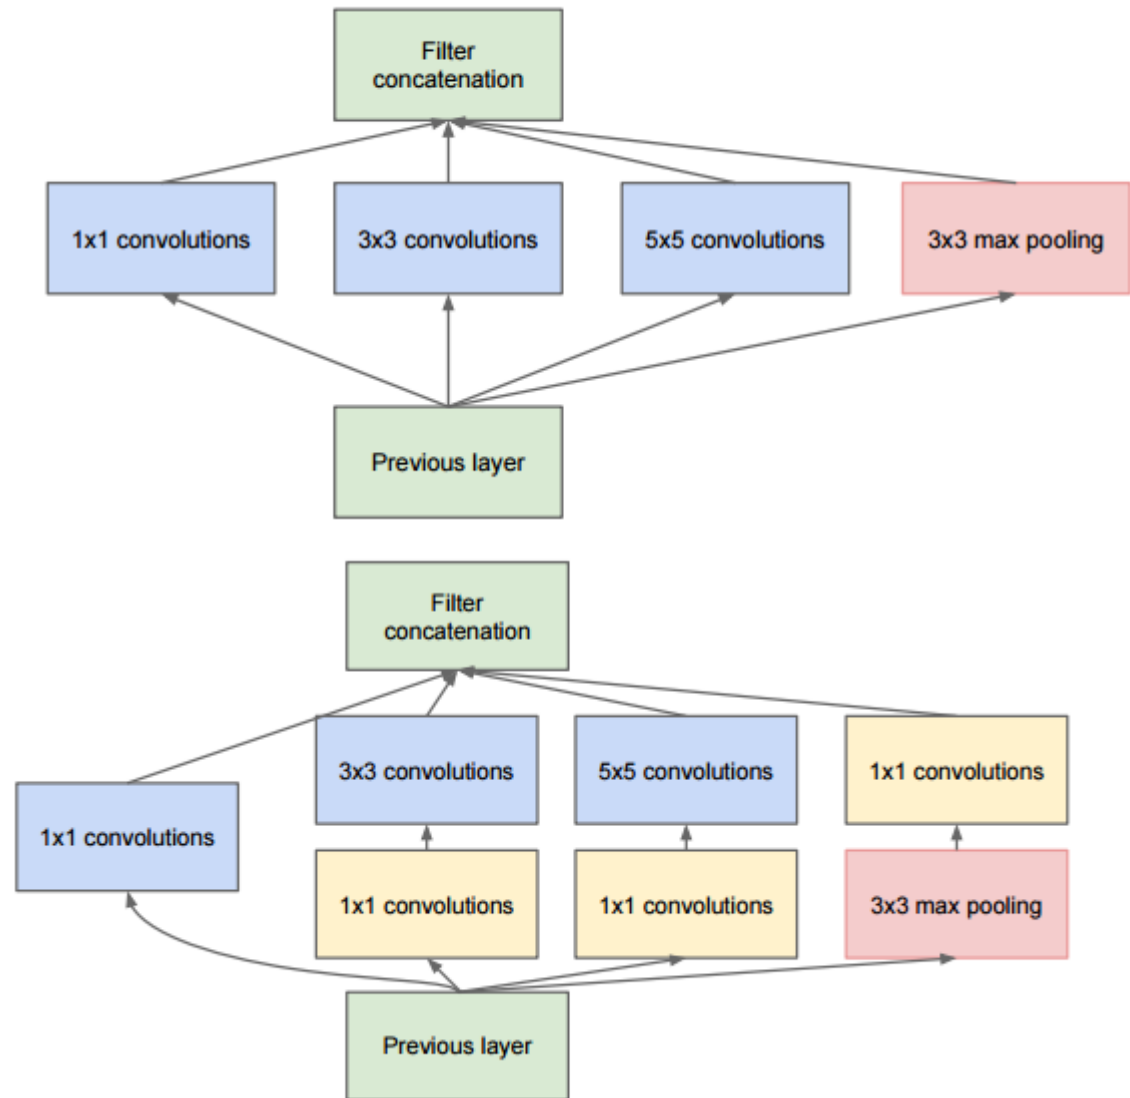 Filter
concatenation
1x1 convolutions
3x3 convolutions
5x5 convolutions
3x3 max pooling
Previous layer
Filter
concatenation
3x3 convolutions
5x5 convolutions
1x1 convolutions
1x1 convolutions
1x1 convolutions
1x1 convolutions
3x3 max pooling
Previous layer